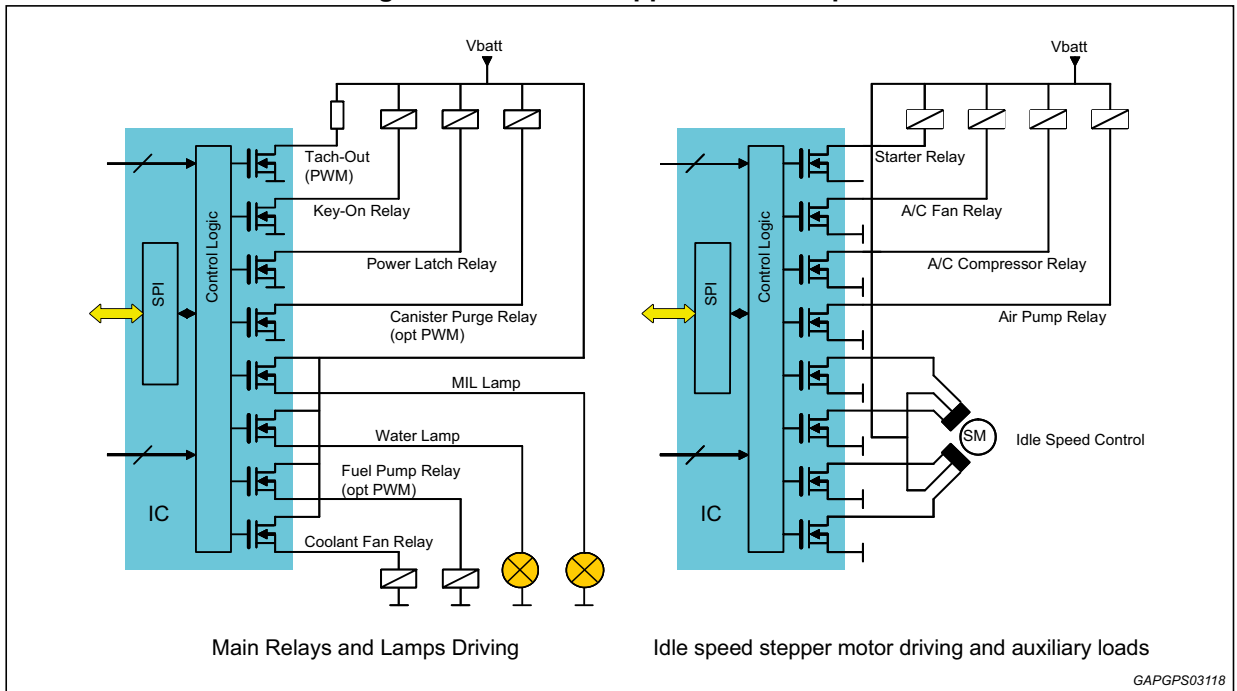 Vbatt
Tach-Out
(PWM)
Key-On Relay
Power Latch Relay
Canister Purge Relay
(opt PWM)
MIL Lamp
Water Lamp
Fuel Pump Relay
(opt PWM)
Coolant Fan Relay
Control Logic
SPI
IC
Main Relays and Lamps Driving
Vbatt
Starter Relay
A/C Fan Relay
A/C Compressor Relay
Air Pump Relay
SM
Idle Speed Control
Control Logic
SPI
IC
Idle speed stepper motor driving and auxiliary loads
GAPGPS03118